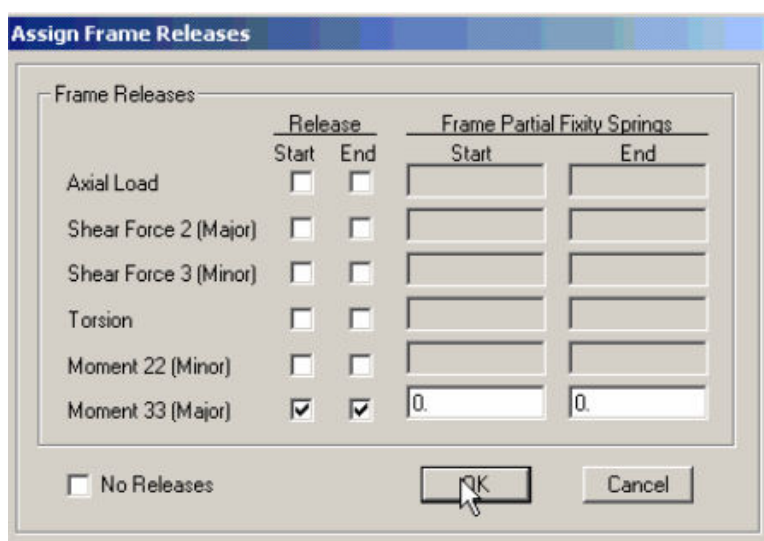 Assign Frame Releases
Frame Releases
Release Frame Partial Fixity Springs
Start End Start End
Axial Load
Shear Force 2 (Major)
Shear Force 3 (Minor)
Torsion
Moment 22 (Minor)
Moment 33 (Major) 0. 0.
No Releases OK Cancel